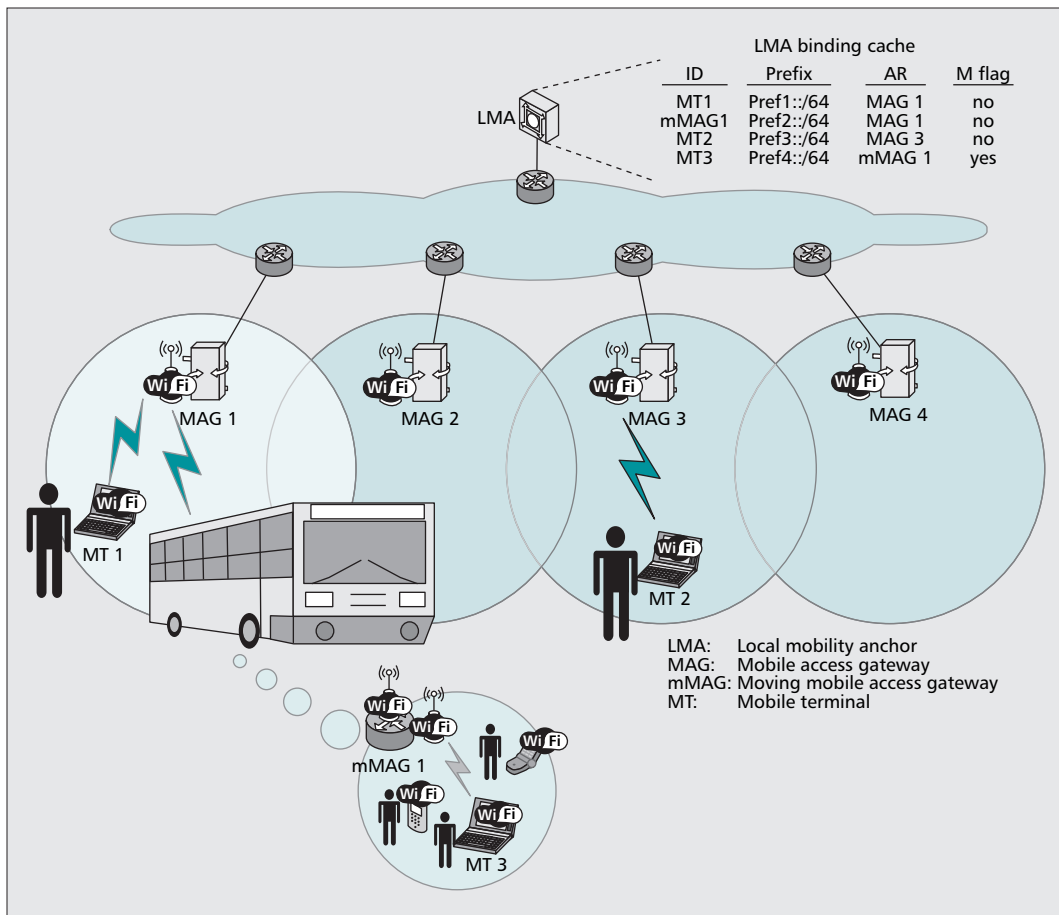 LMA binding cache
ID Prefix AR M flag
MT1 Pref1::/64 MAG 1 no
mMAG1 Pref2::/64 MAG 1 no
MT2 Pref3::/64 MAG 3 no
MT3 Pref4::/64 mMAG 1 yes
LMA
Wi Fi
MAG 1
Wi Fi
MAG 2
Wi Fi
MAG 3
Wi Fi
MAG 4
Wi Fi
MT 1
Wi Fi
MT 2
LMA: Local mobility anchor
MAG: Mobile access gateway
mMAG: Moving mobile access gateway
MT: Mobile terminal
Wi Fi
Wi Fi
mMAG 1
Wi Fi
Wi Fi
Wi Fi
MT 3